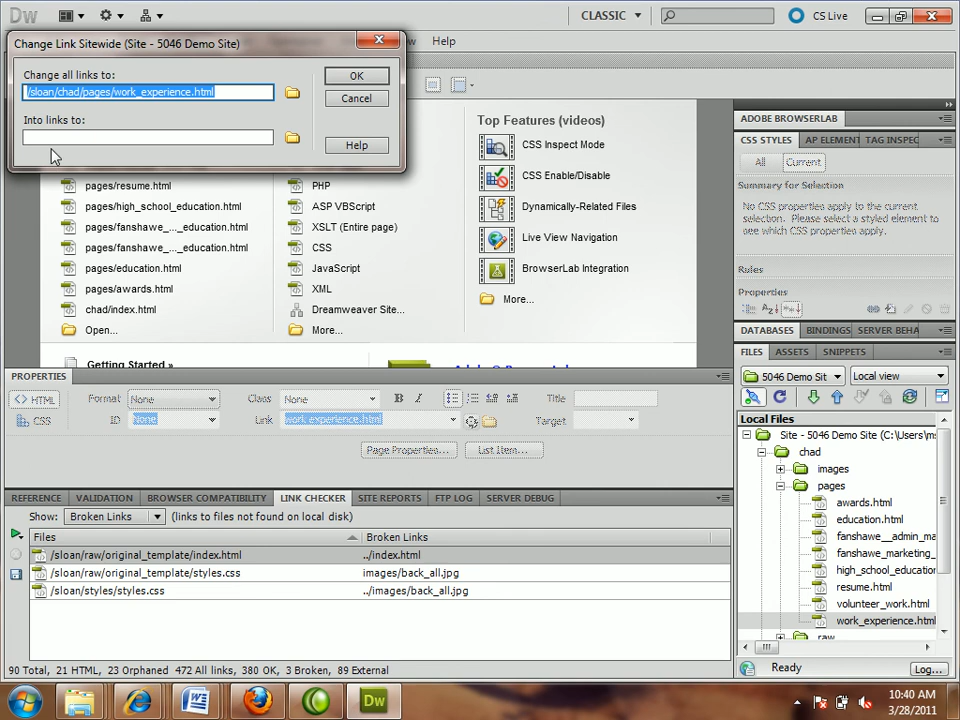 Dw
CLASSIC
CS Live
Change Link Sitewide (Site - 5046 Demo Site)
Help
Change all links to:
/sloan/chad/pages/work_experience.html
OK
Cancel
Into links to:
Help
pages/resume.html
pages/high_school_education.html
pages/fanshawe_..._education.html
pages/fanshawe_..._education.html
pages/education.html
pages/awards.html
chad/index.html
Open...
PHP
ASP VBScript
XSLT (Entire page)
CSS
JavaScript
XML
Dreamweaver Site...
More...
Top Features (videos)
CSS Inspect Mode
CSS Enable/Disable
Dynamically-Related Files
Live View Navigation
BrowserLab Integration
More...
Getting Started »
ADOBE BROWSERLAB
CSS STYLES
AP ELEMENT
TAG INSPEC
All
Current
Summary for Selection
No CSS properties apply to the current
selection. Please select a styled element to
see which CSS properties apply.
About
Rules
Properties
DATABASES
BINDINGS
SERVER BEHA
FILES
ASSETS
SNIPPETS
5046 Demo Sit
Local view
Local Files
Site - 5046 Demo Site (C:\Users\m
chad
images
pages
awards.html
education.html
fanshawe__adm
fanshawe_marketing_
high_school_education
resume.html
volunteer_work.html
work_experience.html
raw
Ready
Log...
PROPERTIES
HTML
CSS
Format
None
ID
None
Class
None
Link
work_experience.html
Title
Target
Page Properties...
List Item...
REFERENCE
VALIDATION
BROWSER COMPATIBILITY
LINK CHECKER
SITE REPORTS
FTP LOG
SERVER DEBUG
Show:
Broken Links
(links to files not found on local disk)
Files
Broken Links
/sloan/raw/original_template/index.html ../index.html
/sloan/raw/original_template/styles.css images/back_all.jpg
/sloan/styles/styles.css ../images/back_all.jpg
90 Total, 21 HTML, 23 Orphaned 472 All links, 380 OK, 3 Broken, 89 External
Dw
10:40 AM
3/28/2011